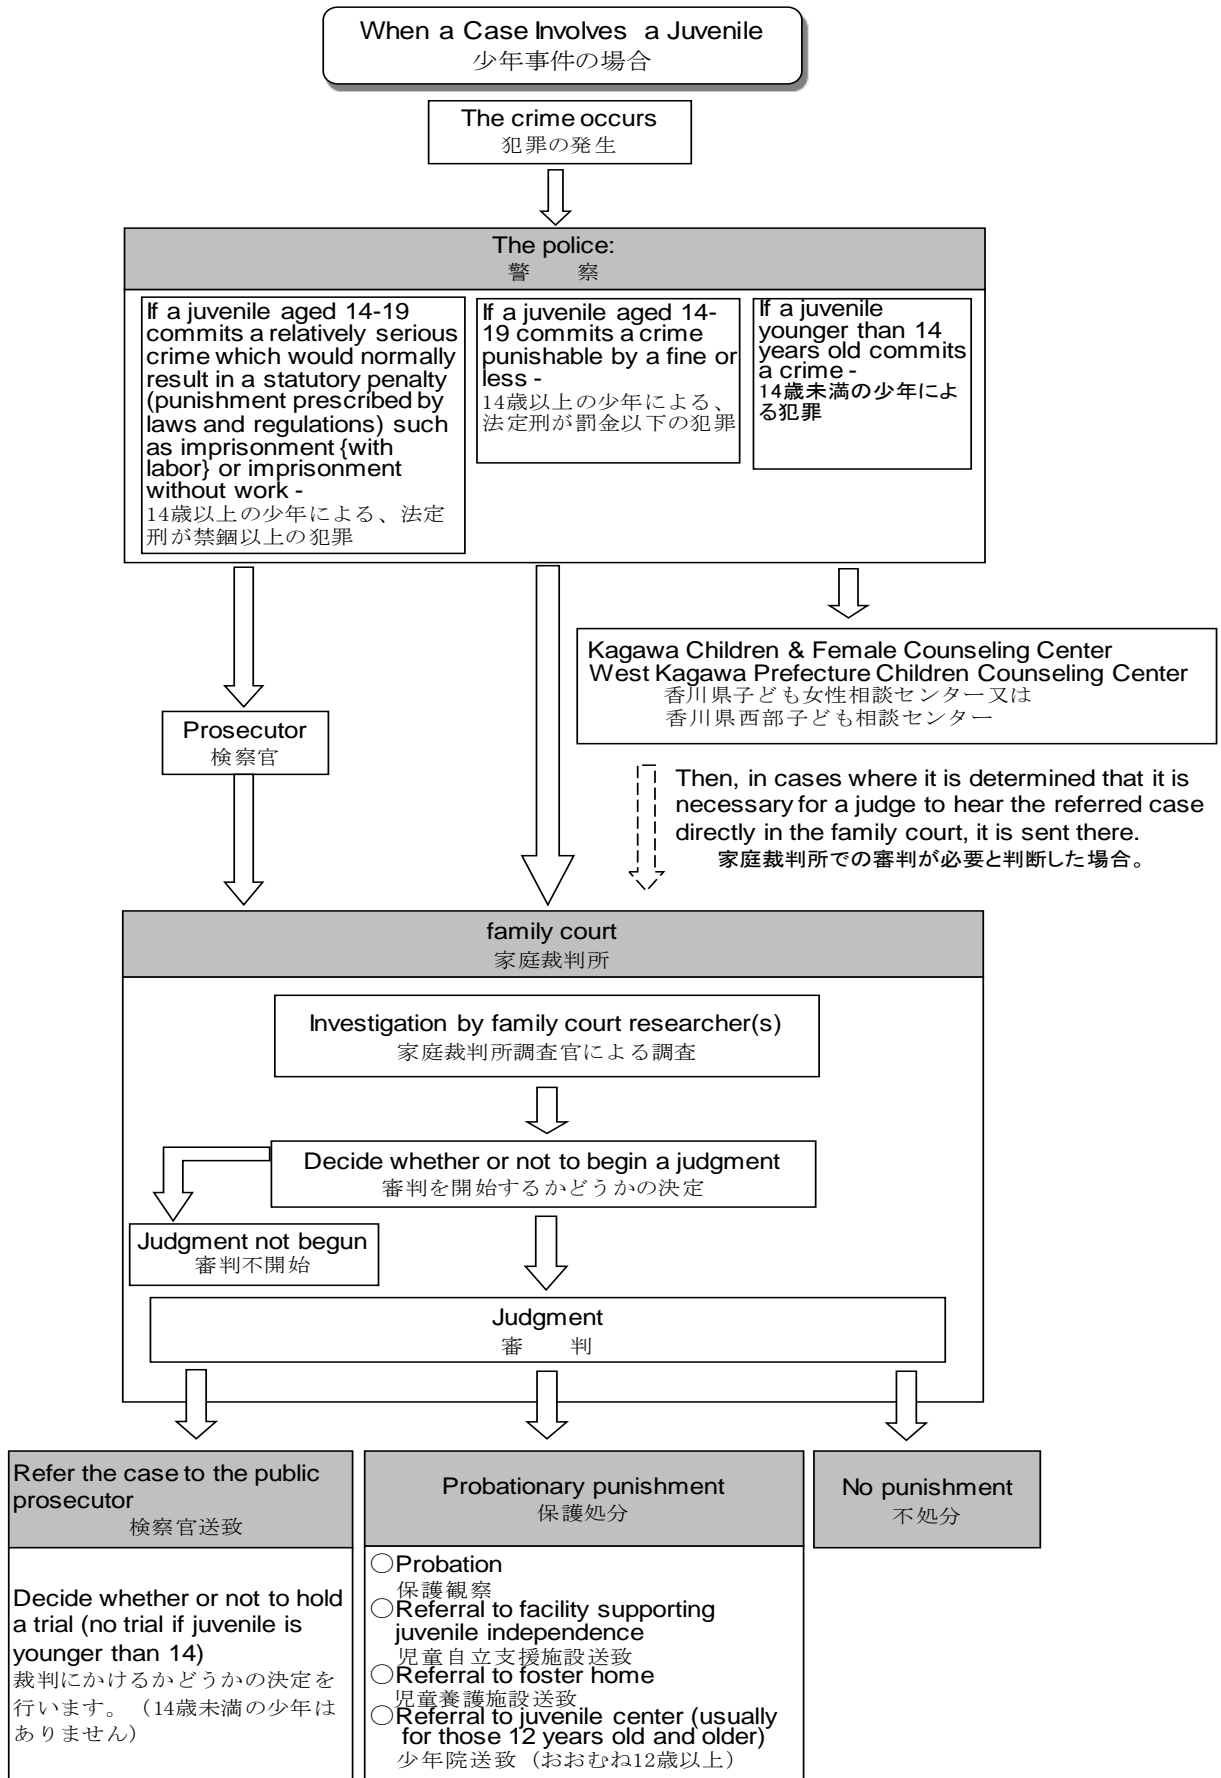 When a Case Involves a Juvenile
少年事件の場合
The crime occurs
犯罪の発生
The police:
警 察
If a juvenile aged 14-19
commits a relatively serious
crime which would normally
result in a statutory penalty
(punishment prescribed by
laws and regulations) such
as imprisonment {with
labor} or imprisonment
without work -
14歳以上の少年による、法定
刑が禁錮以上の犯罪
If a juvenile aged 14-
19 commits a crime
punishable by a fine or
less -
14歳以上の少年による、
法定刑が罰金以下の犯罪
If a juvenile
younger than 14
years old commits
a crime -
14歳未満の少年によ
る犯罪
Kagawa Children & Female Counseling Center
West Kagawa Prefecture Children Counseling Center
香川県子ども女性相談センター又は
香川県西部子ども相談センター
Prosecutor
検察官
Then, in cases where it is determined that it is
necessary for a judge to hear the referred case
directly in the family court, it is sent there.
家庭裁判所での審判が必要と判断した場合。
family court
家庭裁判所
Investigation by family court researcher(s)
家庭裁判所調査官による調査
Decide whether or not to begin a judgment
審判を開始するかどうかの決定
Judgment not begun
審判不開始
Judgment
審 判
Refer the case to the public
prosecutor
検察官送致
Decide whether or not to hold
a trial (no trial if juvenile is
younger than 14)
裁判にかけるかどうかの決定を
行います。（14歳未満の少年は
ありません）
Probationary punishment
保護処分
○Probation
保護観察
○Referral to facility supporting
juvenile independence
児童自立支援施設送致
○Referral to foster home
児童養護施設送致
○Referral to juvenile center (usually
for those 12 years old and older)
少年院送致（おおむね12歳以上）
No punishment
不処分